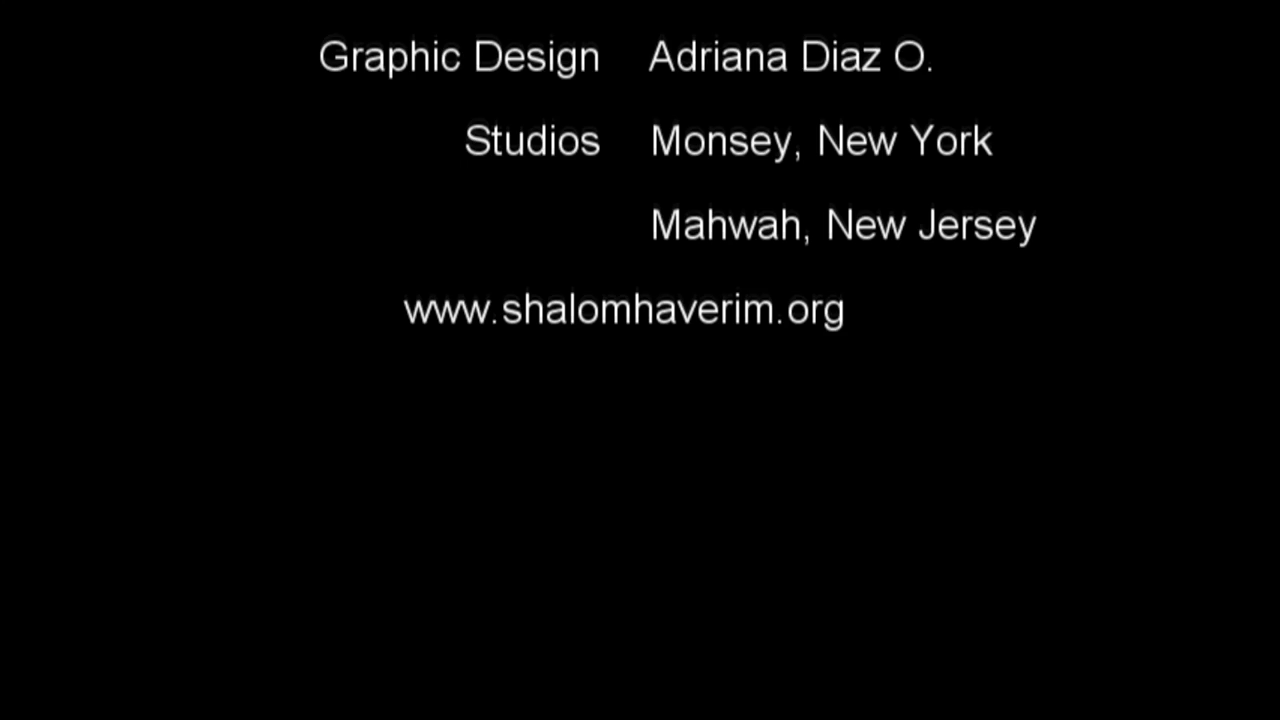 Graphic Design Adriana Diaz O.
Studios Monsey, New York
Mahwah, New Jersey
www.shalomhaverim.org